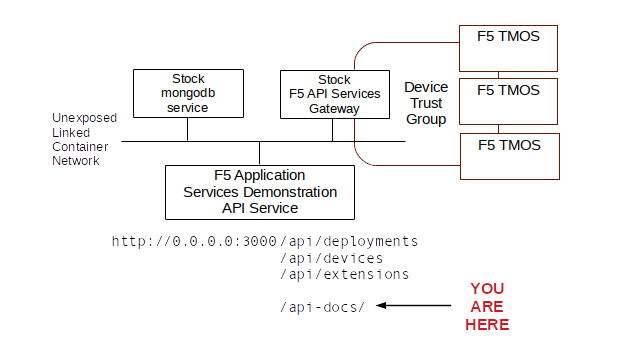 F5 TMOS
Stock
mongodb
service
Stock
F5 API Services
Gateway
Device
Trust
Group
F5 TMOS
Unexposed
Linked
Container
Network
F5 TMOS
F5 Application
Services Demonstration
API Service
http://0.0.0.0:3000/api/deployments
/api/devices
/api/extensions
/api-docs/
YOU
ARE
HERE